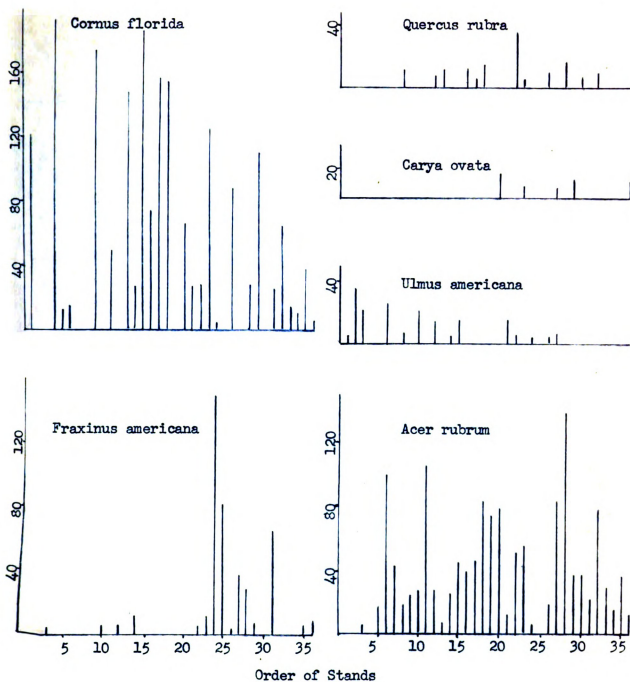 Cornus florida
160
120
80
40
Quercus rubra
40
Carya ovata
20
Ulmus americana
40
Fraxinus americana
120
80
40
5 10 15 20 25 30 35
Acer rubrum
120
80
40
5 10 15 20 25 30 35
Order of Stands